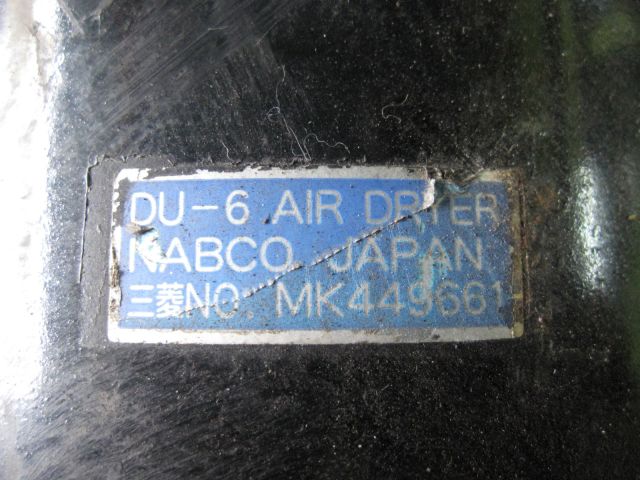 DU-6 AIR DRYER
NABCO JAPAN
三菱NO. MK449661